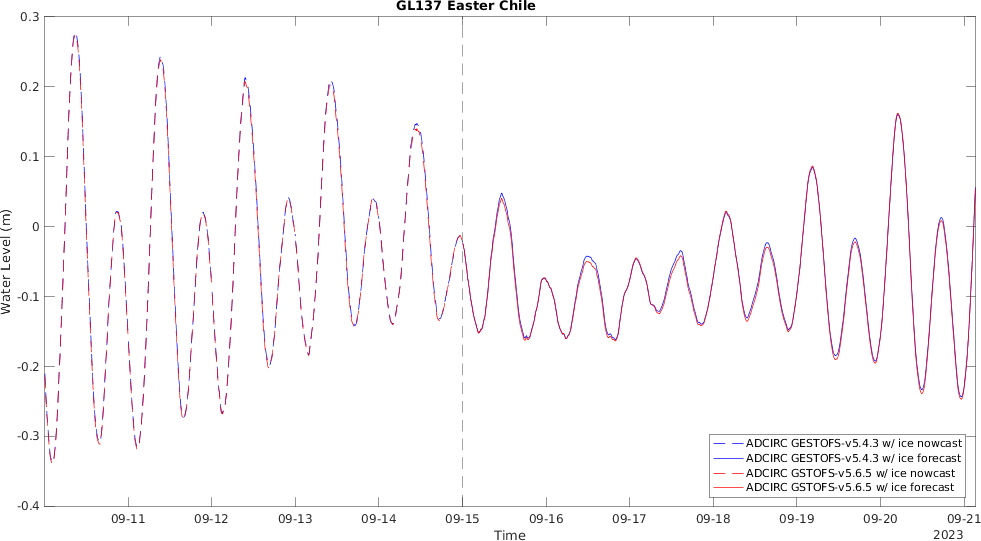 GL137 Easter Chile
0.3
0.2
0.1
0
-0.1
-0.2
-0.3
-0.4
Water Level (m)
ADCIRC GESTOFS-v5.4.3 w/ ice nowcast
ADCIRC GESTOFS-v5.4.3 w/ ice forecast
ADCIRC GSTOFS-v5.6.5 w/ ice nowcast
ADCIRC GSTOFS-v5.6.5 w/ ice forecast
09-11 09-12 09-13 09-14 09-15 09-16 09-17 09-18 09-19 09-20 09-21
Time
2023